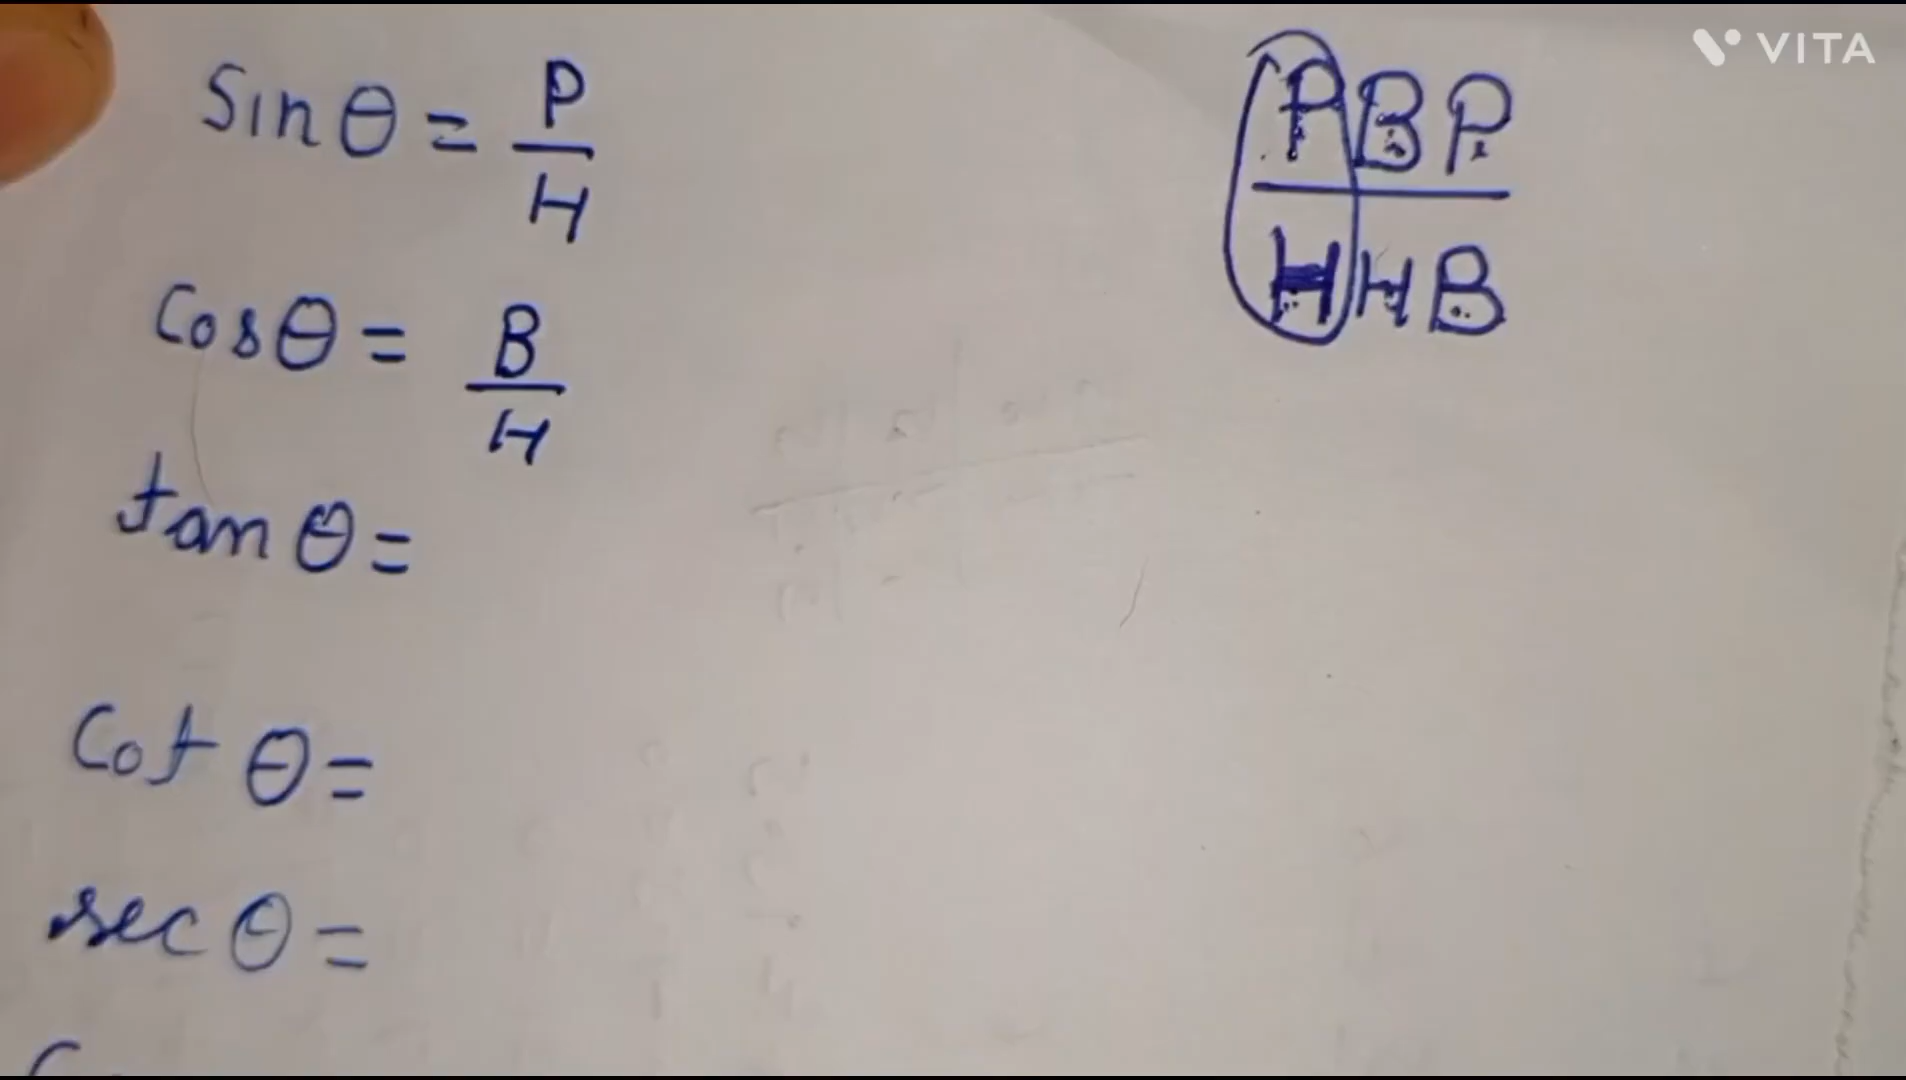 VITA
Sin θ = P/H
PBP
HHB
Cos θ = B/H
tan θ =
Cot θ =
sec θ =